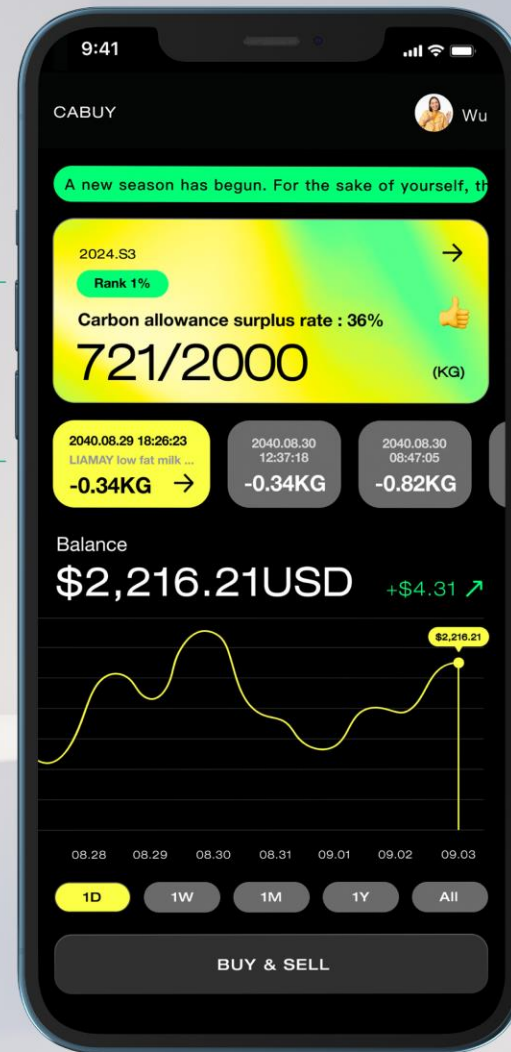 9:41
CABUY
Wu
A new season has begun. For the sake of yourself, th
2024.S3
Rank 1%
Carbon allowance surplus rate : 36%
721/2000
(KG)
2040.08.29 18:26:23
LIAMAY low fat milk ...
-0.34KG
2040.08.30
12:37:18
-0.34KG
2040.08.30
08:47:05
-0.82KG
Balance
$2,216.21USD
+$4.31
$2,216.21
08.28 08.29 08.30 08.31 09.01 09.02 09.03
1D 1W 1M 1Y All
BUY & SELL